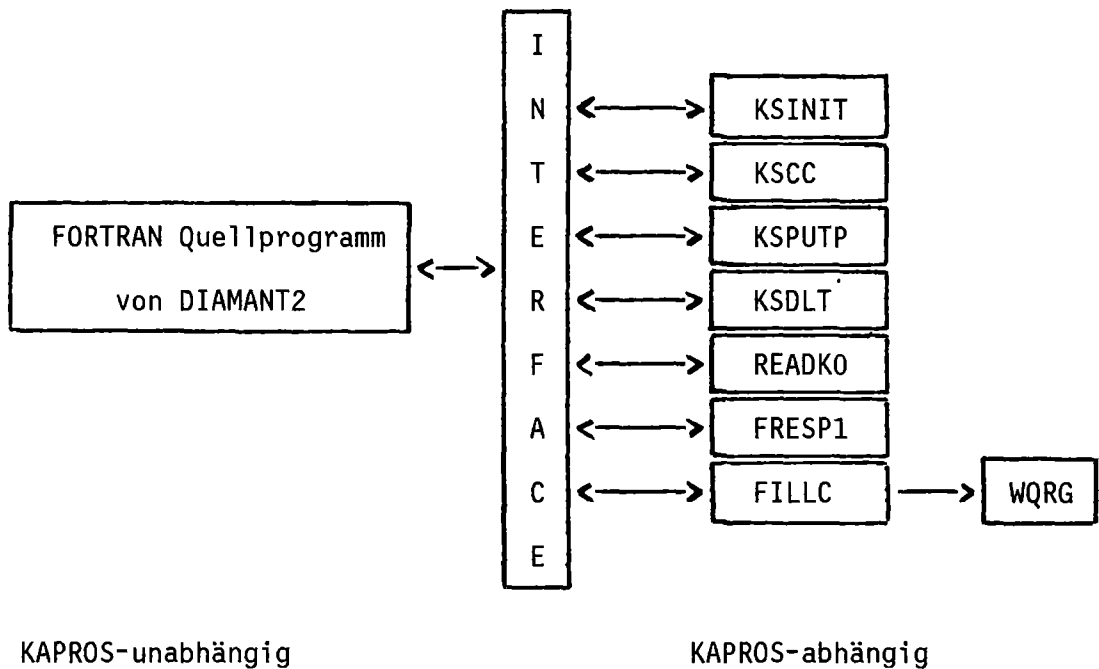 I
N
T
E
R
F
A
C
E
FORTRAN Quellprogramm
von DIAMANT2
KSINIT
KSCC
KSPUTP
KSDLT
READKO
FRESP1
FILLC
WQRG
KAPROS-unabhängig
KAPROS-abhängig